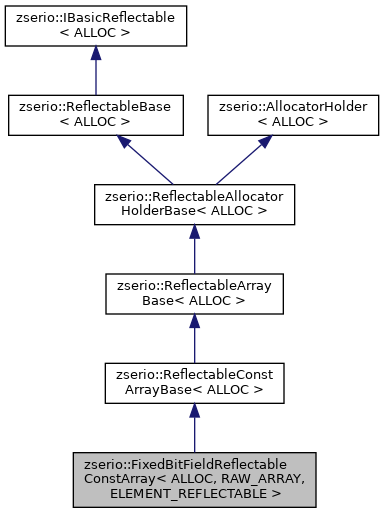 zserio::IBasicReflectable
< ALLOC >
zserio::ReflectableBase
< ALLOC >
zserio::AllocatorHolder
< ALLOC >
zserio::ReflectableAllocator
HolderBase< ALLOC >
zserio::ReflectableArray
Base< ALLOC >
zserio::ReflectableConst
ArrayBase< ALLOC >
zserio::FixedBitFieldReflectable
ConstArray< ALLOC, RAW_ARRAY,
ELEMENT_REFLECTABLE >